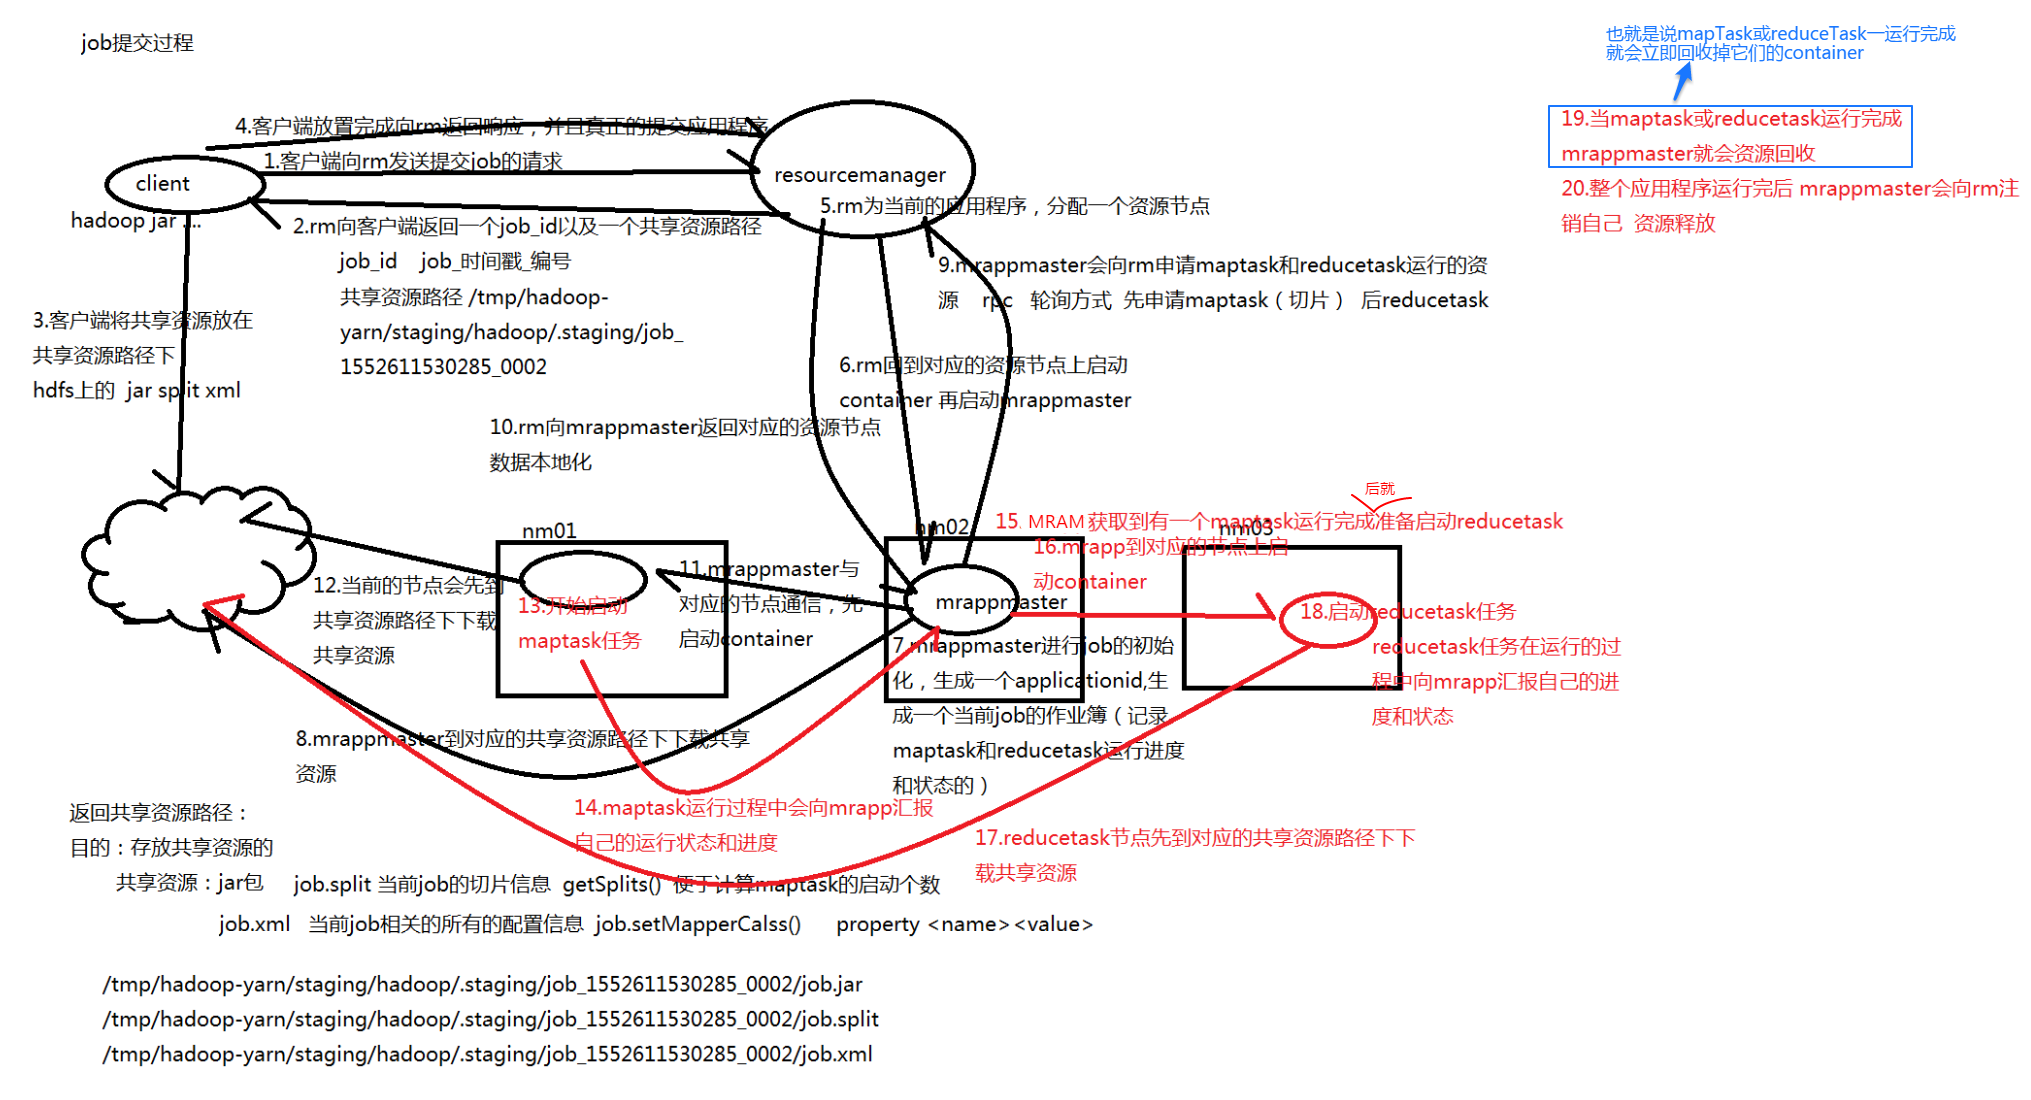 job提交过程
也就是说mapTask或reduceTask一运行完成
就会立即回收掉它们的container
19.当maptask或reducetask运行完成
mrappmaster就会资源回收
20.整个应用程序运行完后 mrappmaster会向rm注
销自己 资源释放
4.客户端放置完成向rm返回响应，并且真正的提交应用程序
1.客户端向rm发送提交job的请求
client
hadoop jar ....
resourcemanager
5.rm为当前的应用程序，分配一个资源节点
2.rm向客户端返回一个job_id以及一个共享资源路径
job_id job_时间戳_编号
共享资源路径 /tmp/hadoop-
yarn/staging/hadoop/.staging/job_
1552611530285_0002
9.mrappmaster会向rm申请maptask和reducetask运行的资
源 rpc 轮询方式 先申请maptask（切片） 后reducetask
3.客户端将共享资源放在
共享资源路径下
hdfs上的 jar split xml
6.rm回到对应的资源节点上启动
container 再启动mrappmaster
10.rm向mrappmaster返回对应的资源节点
数据本地化
后就
nm01
nm02
nm03
15. MRAM 获取到有一个maptask运行完成准备启动reducetask
16.mrapp到对应的节点上启
动container
11.mrappmaster与
对应的节点通信，先
启动container
12.当前的节点会先到
共享资源路径下下载
共享资源
13.开始启动
maptask任务
mrappmaster
7.mrappmaster进行job的初始
化，生成一个applicationid,生
成一个当前job的作业簿（记录
maptask和reducetask运行进度
和状态的）
18.启动reducetask任务
reducetask任务在运行的过
程中向mrapp汇报自己的进
度和状态
8.mrappmaster到对应的共享资源路径下下载共享
资源
14.maptask运行过程中会向mrapp汇报
自己的运行状态和进度
17.reducetask节点先到对应的共享资源路径下下
载共享资源
返回共享资源路径：
目的：存放共享资源的
共享资源：jar包 job.split 当前job的切片信息 getSplits() 便于计算maptask的启动个数
job.xml 当前job相关的所有的配置信息 job.setMapperCalss() property <name><value>
/tmp/hadoop-yarn/staging/hadoop/.staging/job_1552611530285_0002/job.jar
/tmp/hadoop-yarn/staging/hadoop/.staging/job_1552611530285_0002/job.split
/tmp/hadoop-yarn/staging/hadoop/.staging/job_1552611530285_0002/job.xml